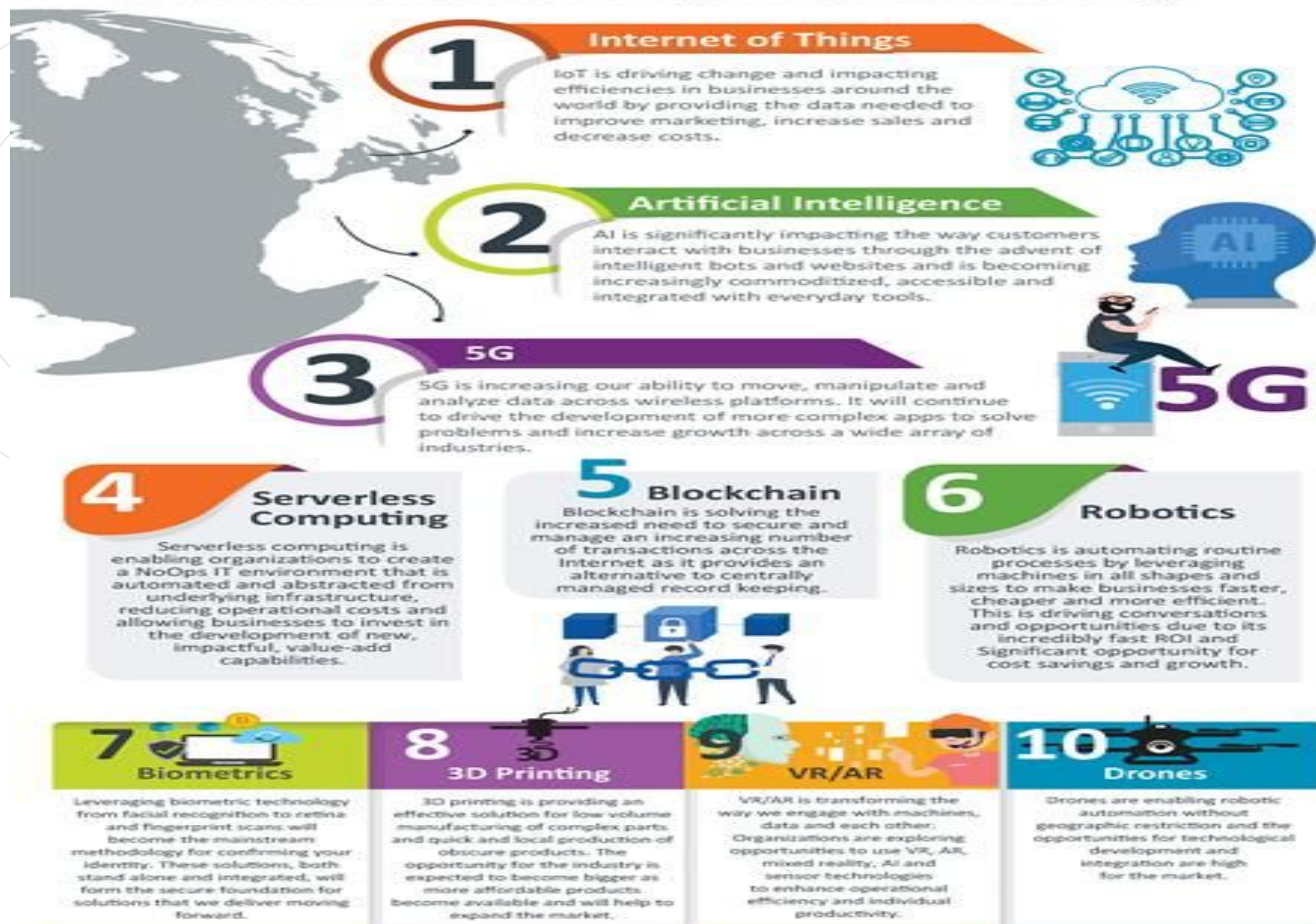 1
Internet of Things
IoT is driving change and impacting
efficiencies in businesses around the
world by providing the data needed to
improve marketing, increase sales and
decrease costs.
2
Artificial Intelligence
AI is significantly impacting the way customers
interact with businesses through the advent of
intelligent bots and websites and is becoming
increasingly commoditized, accessible and
integrated with everyday tools.
AI
3
5G
5G is increasing our ability to move, manipulate and
analyze data across wireless platforms. It will continue
to drive the development of more complex apps to solve
problems and increase growth across a wide array of
industries.
5G
4
Serverless
Computing
Serverless computing is
enabling organizations to create
a NoOps IT environment that is
automated and abstracted from
underlying infrastructure,
reducing operational costs and
allowing businesses to invest in
the development of new,
impactful, value-add
capabilities.
5 Blockchain
Blockchain is solving the
increased need to secure and
manage an increasing number
of transactions across the
Internet as it provides an
alternative to centrally
managed record keeping.
6
Robotics
Robotics is automating routine
processes by leveraging
machines in all shapes and
sizes to make businesses faster,
cheaper and more efficient.
This is driving conversations
and opportunities due to its
incredibly fast ROI and
Significant opportunity for
cost savings and growth.
7
Biometrics
Leveraging biometric technology
from facial recognition to retina
and fingerprint scans will
become the mainstream
methodology for confirming your
identity. These solutions, both
stand alone and integrated, will
form the secure foundation for
solutions that we deliver moving
forward.
8
3D
3D Printing
3D printing is providing an
effective solution for low volume
manufacturing of complex parts
and quick and local production of
obscure products. The
opportunity for the industry is
expected to become bigger as
more affordable products
become available and will help to
expand the market.
9
VR/AR
VR/AR is transforming the
way we engage with machines,
data and each other.
Organizations are exploring
opportunities to use VR, AR,
mixed reality, AI and
sensor technologies
to enhance operational
efficiency and individual
productivity.
10
Drones
Drones are enabling robotic
automation without
geographic restriction and the
opportunities for technological
development and
integration are high
for the market.